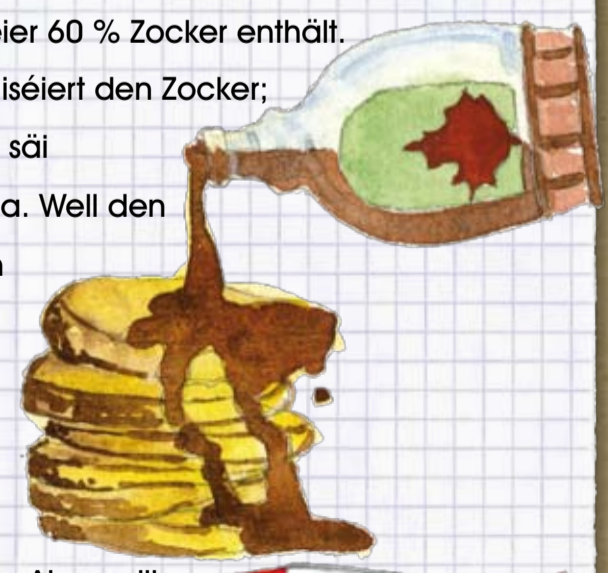 eier 60 % Zocker enthält.
iséiert den Zocker;
säi
a. Well den